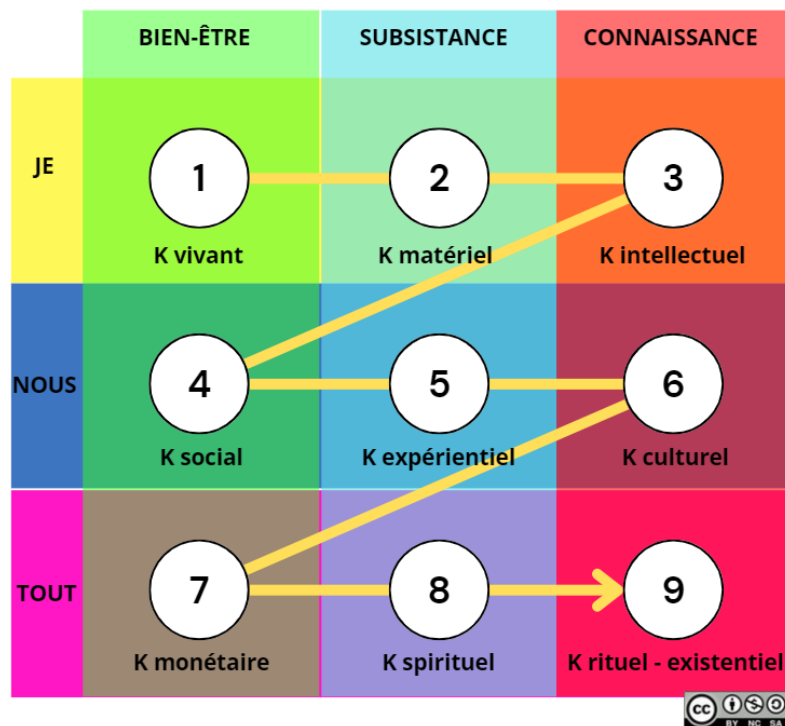 BIEN-ÊTRE SUBSISTANCE CONNAISSANCE
JE
1 2 3
K vivant K matériel K intellectuel
NOUS
4 5 6
K social K expérientiel K culturel
TOUT
7 8 9
K monétaire K spirituel K rituel - existentiel
cc
BY NC SA